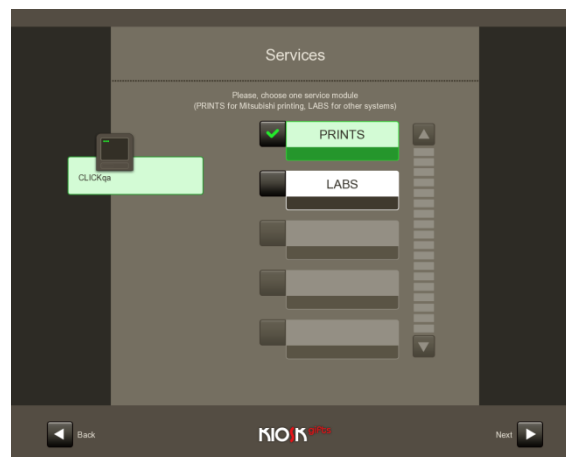 Services
Please, choose one service module
(PRINTS for Mitsubishi printing, LABS for other systems)
PRINTS
CLICKqa
LABS
Back
KIOSK gifts
Next